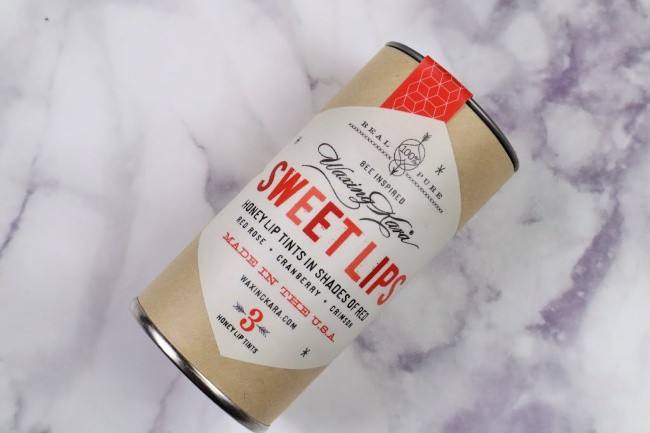 REAL 100% PURE
BEE INSPIRED
Waxing Kara
SWEET LIPS
HONEY LIP TINTS IN SHADES OF RED
RED ROSE • CRANBERRY • CRIMSON
MADE IN THE U.S.A.
WAXINGKARA.COM
3
HONEY LIP TINTS